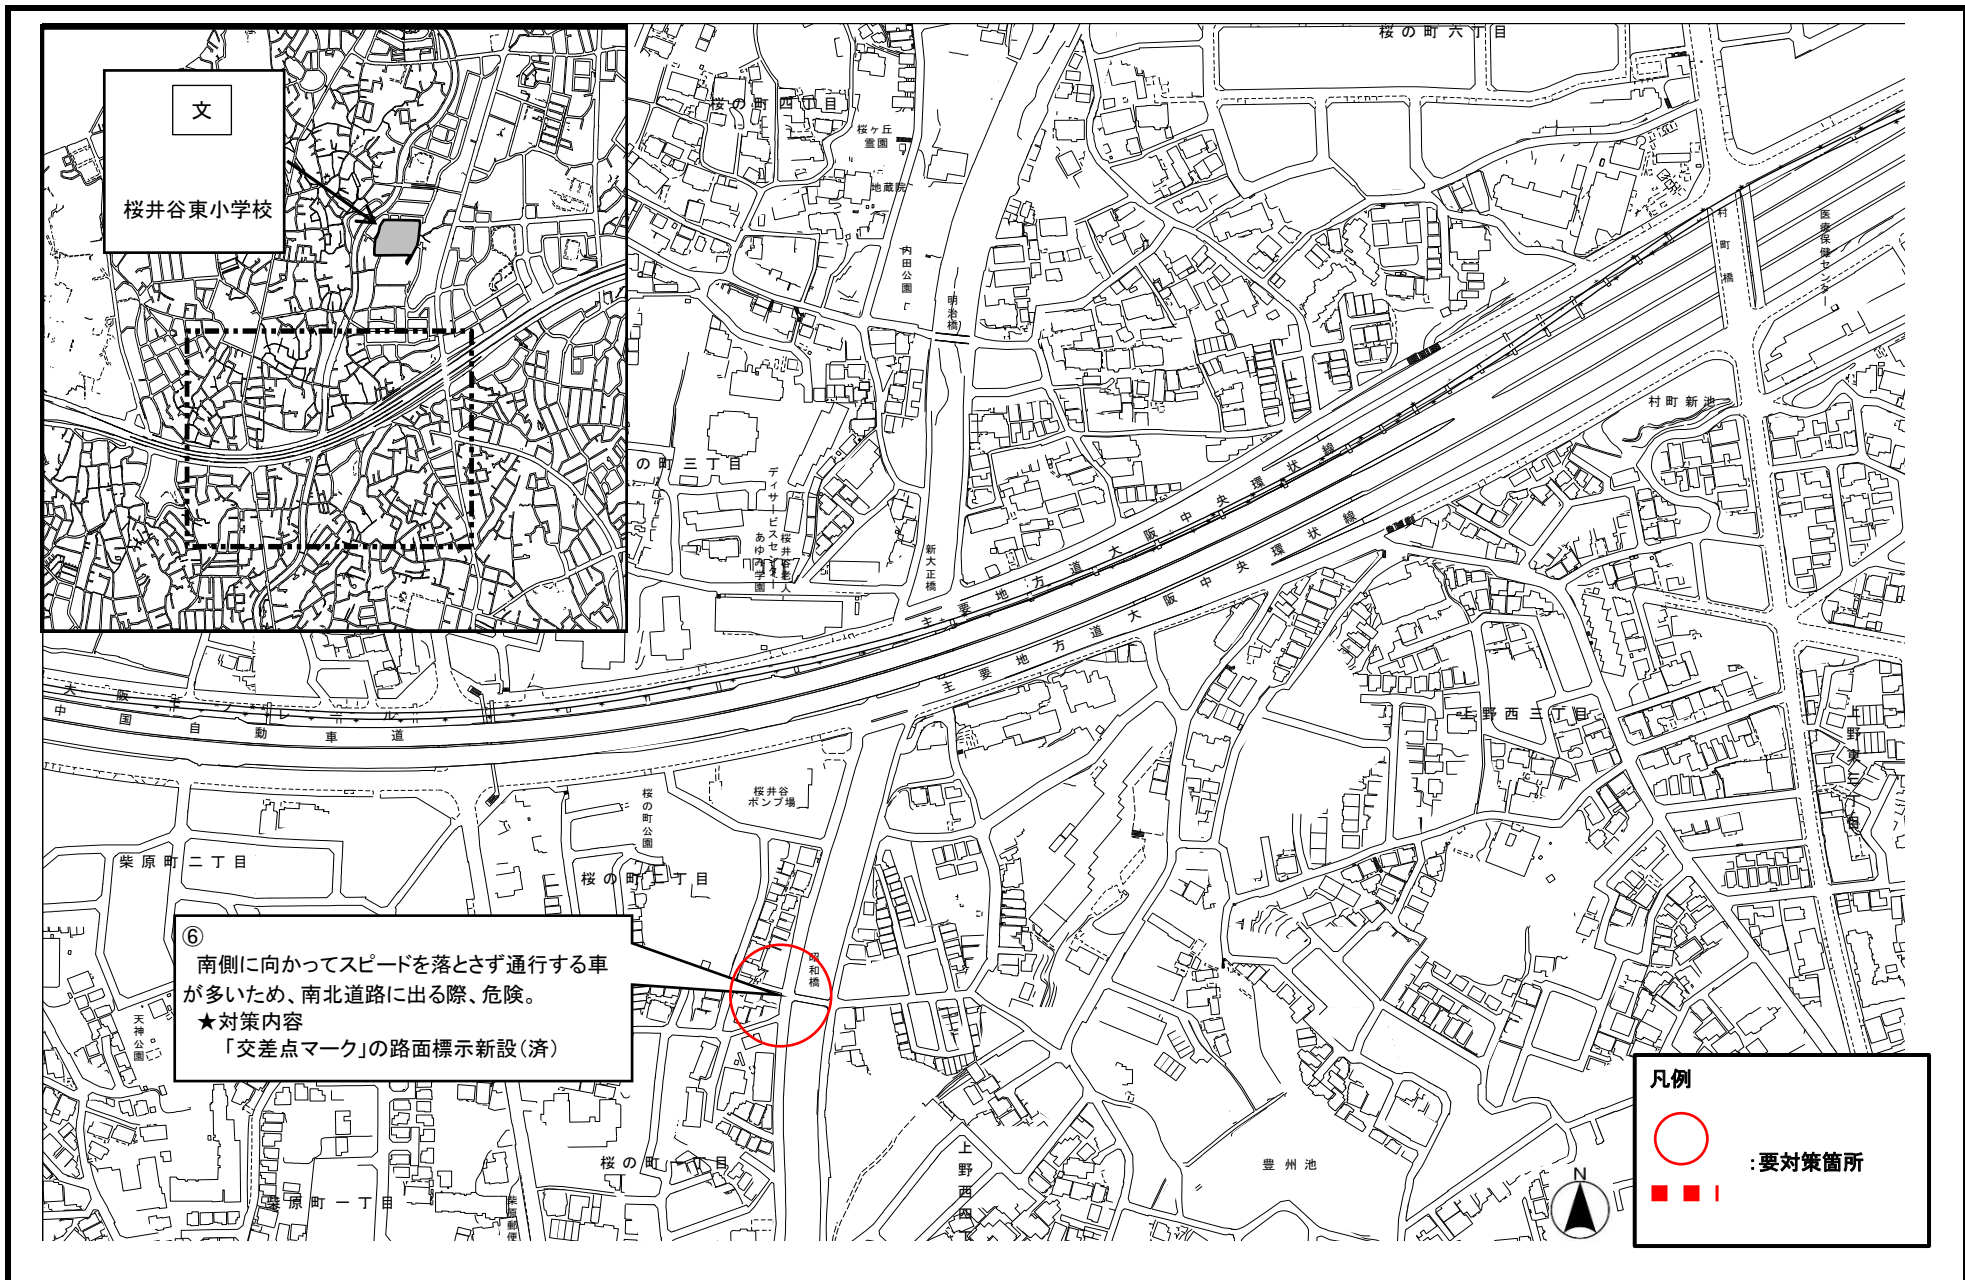 文
桜井谷東小学校
桜の町六丁目
桜の町四丁目
桜ヶ丘
霊園
地蔵院
内田公園
明治橋
村町橋
医療保健センター
村町新池
の町三丁目
デイサービスセンター
桜井谷老人
あゆみ学園
新大正橋
主要地方道大阪中央環状線
主要地方道大阪中央環状線
大阪モノレール
中国自動車道
上野西三丁目
上野東三丁目
桜井谷
ポンプ場
桜の町公園
柴原町二丁目
桜の町二丁目
昭和橋
⑥
南側に向かってスピードを落とさず通行する車
が多いため、南北道路に出る際、危険。
★対策内容
「交差点マーク」の路面標示新設(済)
天神公園
桜の町一丁目
柴原町一丁目
柴原郵便
上野西四丁
豊州池
N
凡例
:要対策箇所